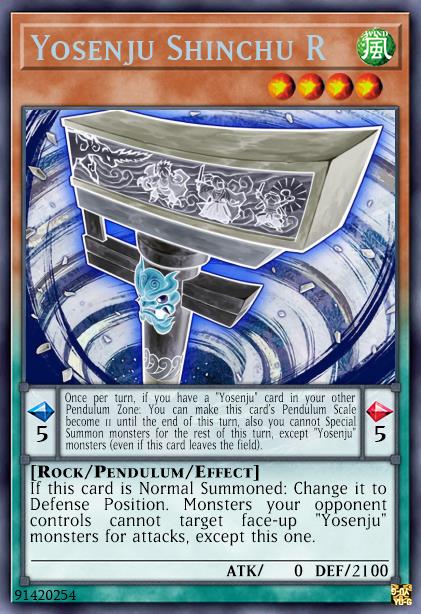 Yosenju Shinchu R
WIND
風
Once per turn, if you have a "Yosenju" card in your other
Pendulum Zone: You can make this card's Pendulum Scale
become 11 until the end of this turn, also you cannot Special
Summon monsters for the rest of this turn, except "Yosenju"
monsters (even if this card leaves the field).
5
5
[Rock/Pendulum/Effect]
If this card is Normal Summoned: Change it to
Defense Position. Monsters your opponent
controls cannot target face-up "Yosenju"
monsters for attacks, except this one.
ATK/ 0 DEF/2100
91420254